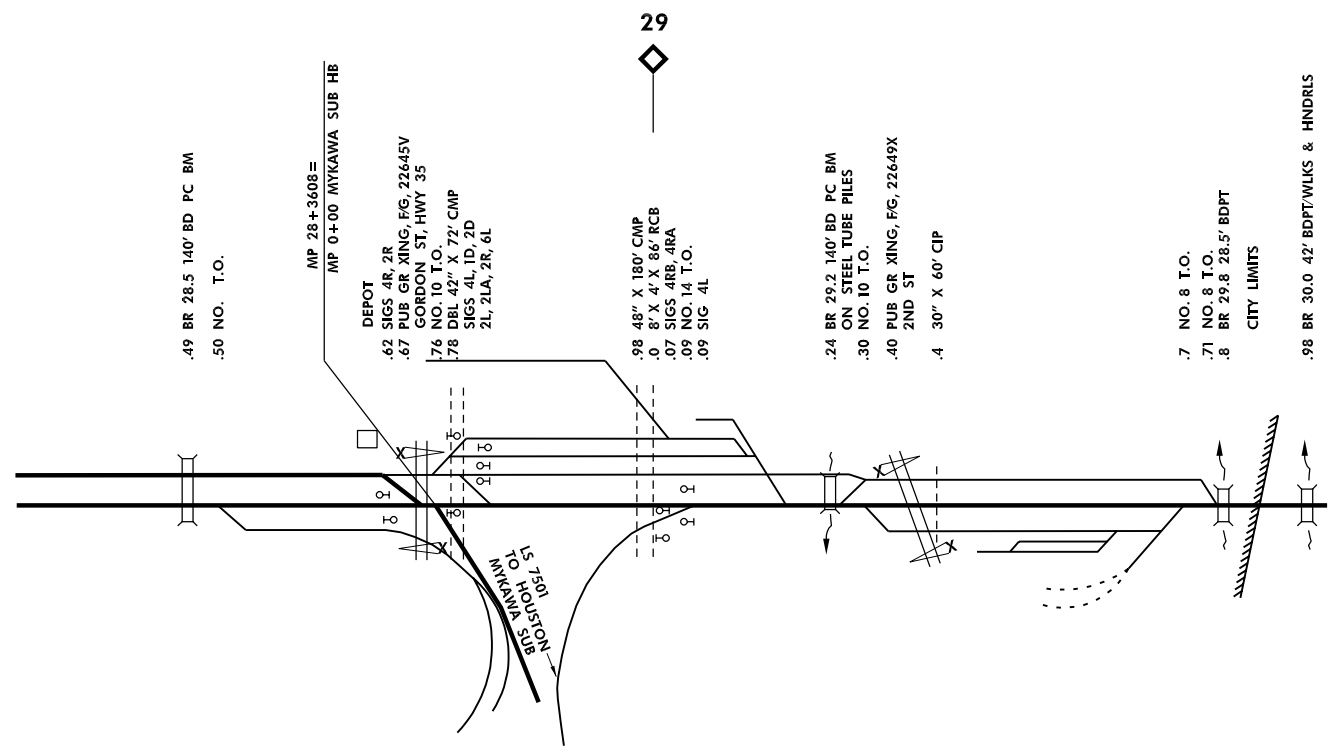 29
.49 BR 28.5 140' BD PC BM
.50 NO. T.O.
MP 28+3608=
MP 0+00 MYKAWA SUB HB
DEPOT
.62 SIGS 4R, 2R
.67 PUB GR XING, F/G, 22645V
GORDON ST, HWY 35
.76 NO. 10 T.O.
.78 DBL 42" X 72' CMP
SIGS 4L, 1D, 2D
2L, 2LA, 2R, 6L
.98 48" X 180' CMP
.0 8' X 4' X 86' RCB
.07 SIGS 4RB, 4RA
.09 NO. 14 T.O.
.09 SIG 4L
.24 BR 29.2 140' BD PC BM
ON STEEL TUBE PILES
.30 NO. 10 T.O.
.40 PUB GR XING, F/G, 22649X
2ND ST
.4 30" X 60' CIP
.7 NO. 8 T.O.
.71 NO. 8 T.O.
.8 BR 29.8 28.5' BDPT
CITY LIMITS
.98 BR 30.0 42' BDPT/WLKS & HNDRLS
X
X
X
X
LS 7501
TO HOUSTON
MYKAWA SUB